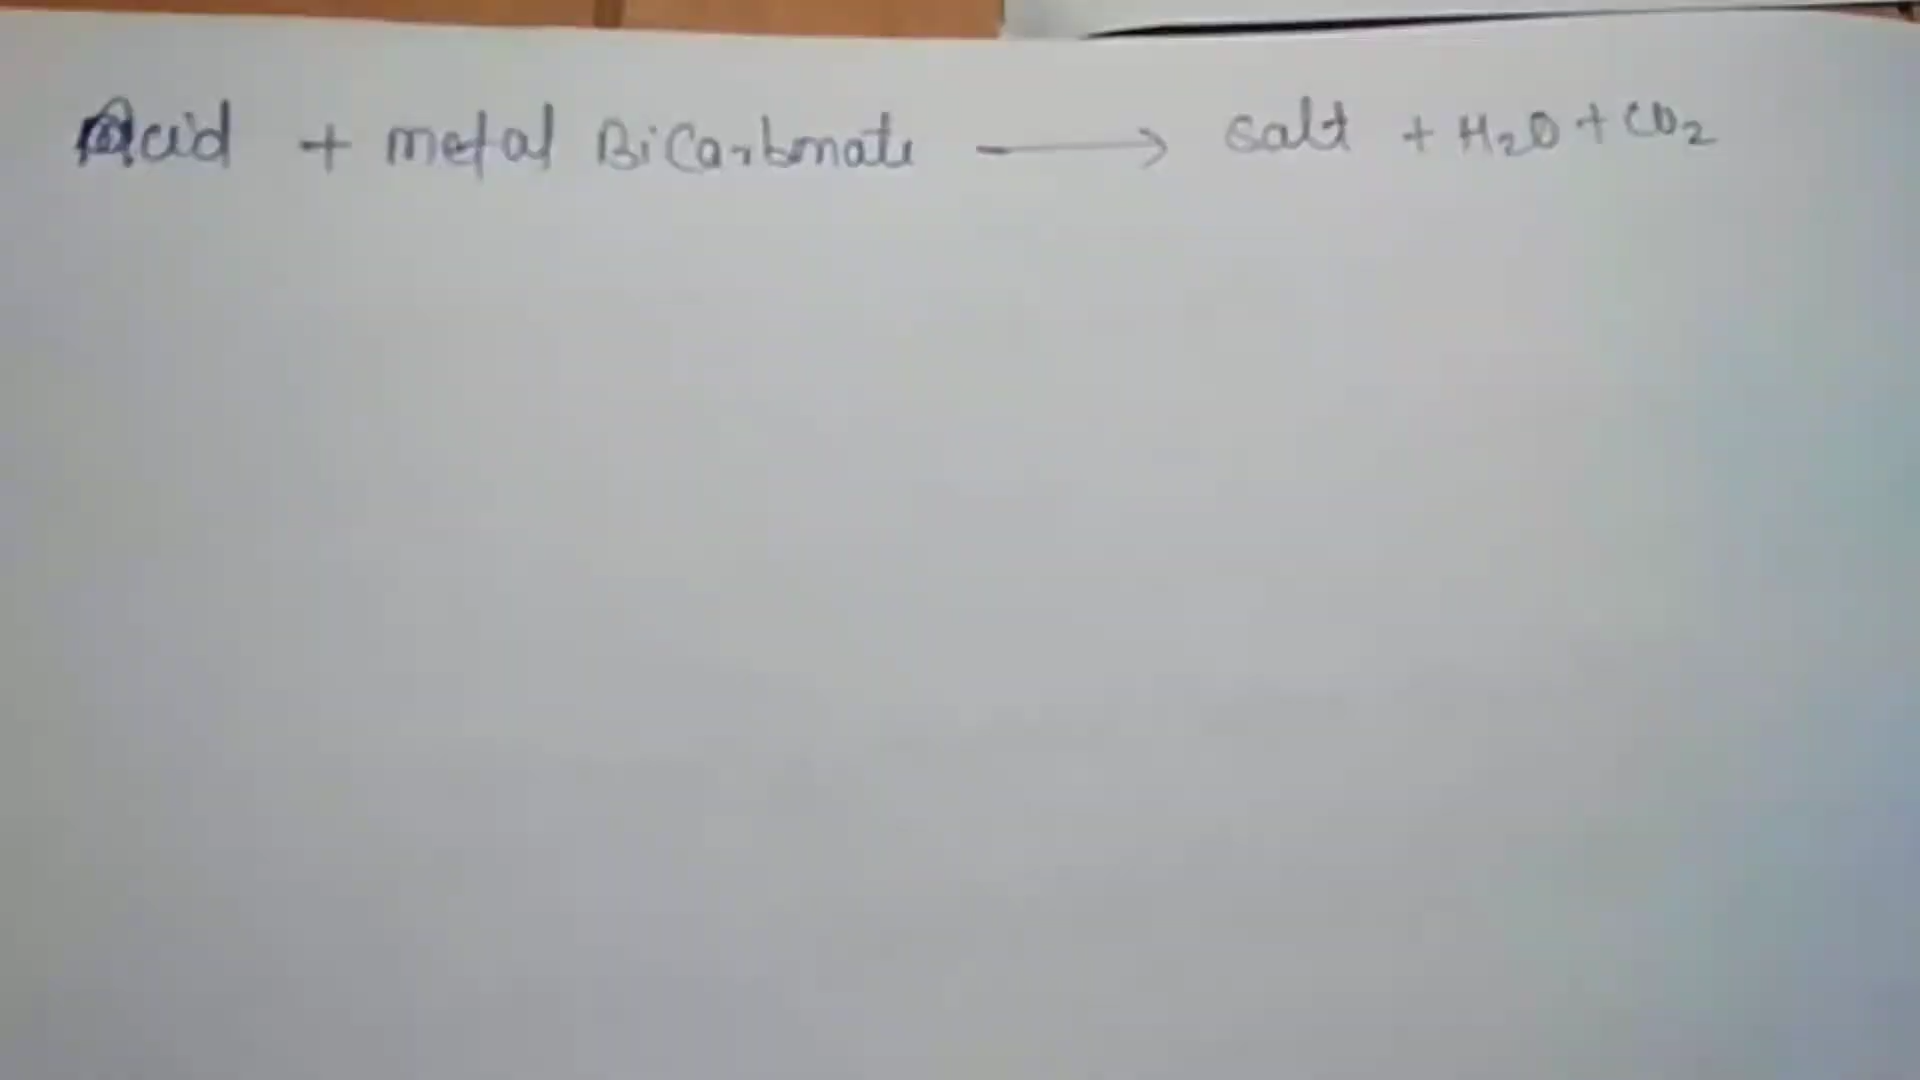 Acid + metal BiCarbonate ⟶ salt + H₂O + CO₂